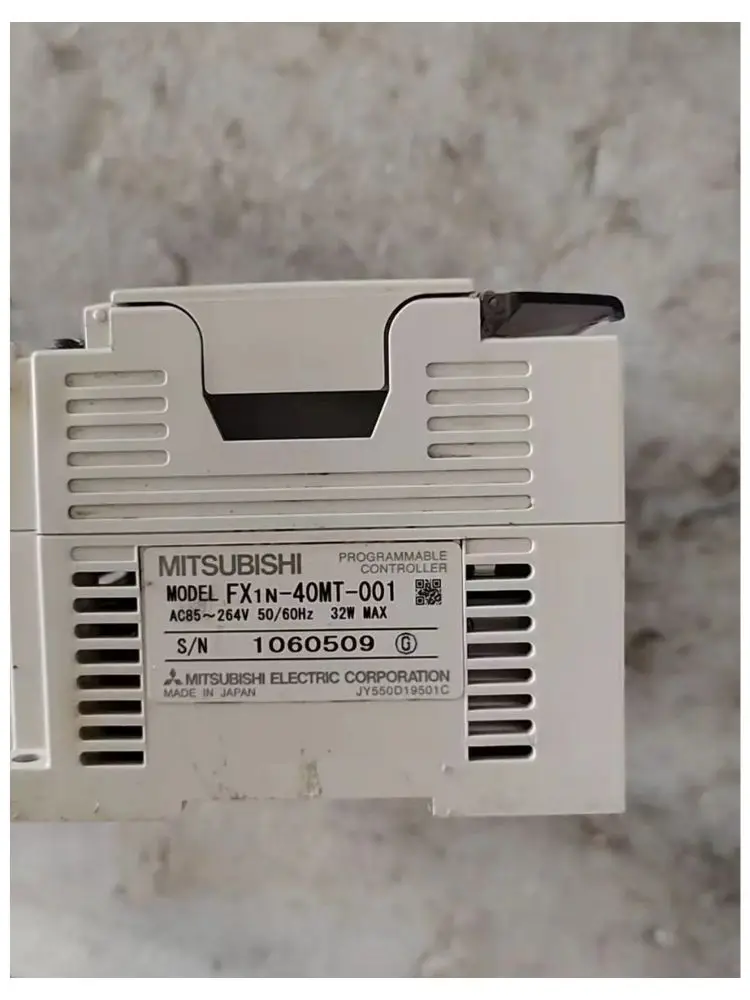 MITSUBISHI PROGRAMMABLE CONTROLLER
MODEL FX1N-40MT-001
AC85~264V 50/60Hz 32W MAX
S/N 1060509 G
MITSUBISHI ELECTRIC CORPORATION
MADE IN JAPAN JY550D19501C